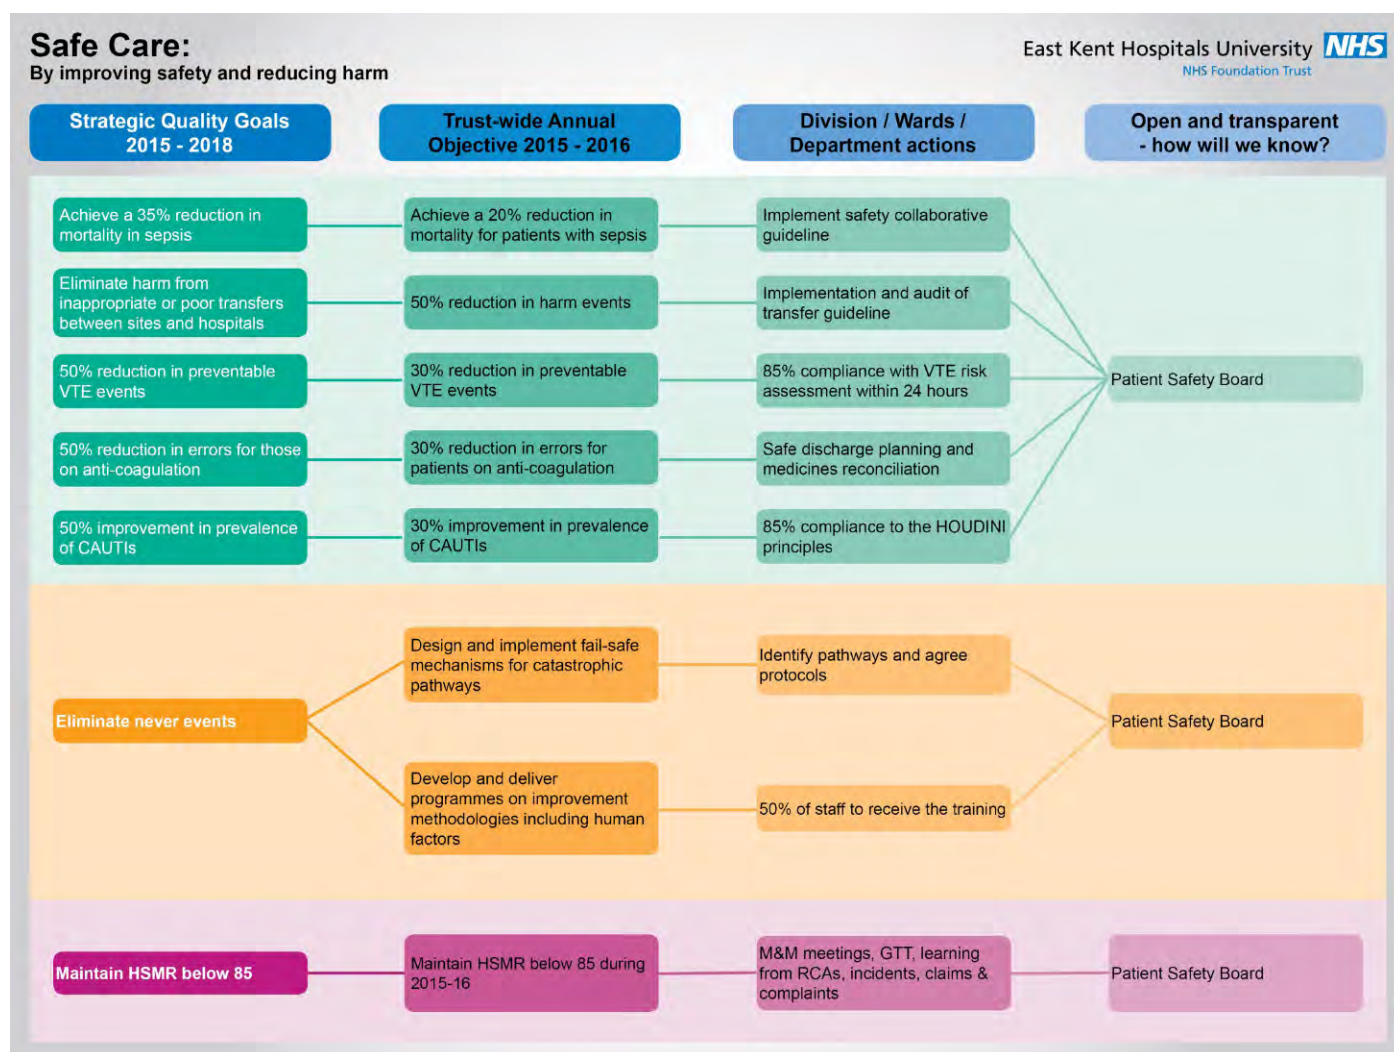 Safe Care:
By improving safety and reducing harm
East Kent Hospitals University NHS
NHS Foundation Trust
Strategic Quality Goals
2015 - 2018
Trust-wide Annual
Objective 2015 - 2016
Division / Wards /
Department actions
Open and transparent
- how will we know?
Achieve a 35% reduction in
mortality in sepsis
Achieve a 20% reduction in
mortality for patients with sepsis
Implement safety collaborative
guideline
Eliminate harm from
inappropriate or poor transfers
between sites and hospitals
50% reduction in harm events
Implementation and audit of
transfer guideline
50% reduction in preventable
VTE events
30% reduction in preventable
VTE events
85% compliance with VTE risk
assessment within 24 hours
Patient Safety Board
50% reduction in errors for those
on anti-coagulation
30% reduction in errors for
patients on anti-coagulation
Safe discharge planning and
medicines reconciliation
50% improvement in prevalence
of CAUTIs
30% improvement in prevalence
of CAUTIs
85% compliance to the HOUDINI
principles
Eliminate never events
Design and implement fail-safe
mechanisms for catastrophic
pathways
Identify pathways and agree
protocols
Patient Safety Board
Develop and deliver
programmes on improvement
methodologies including human
factors
50% of staff to receive the training
Maintain HSMR below 85
Maintain HSMR below 85 during
2015-16
M&M meetings, GTT, learning
from RCAs, incidents, claims &
complaints
Patient Safety Board